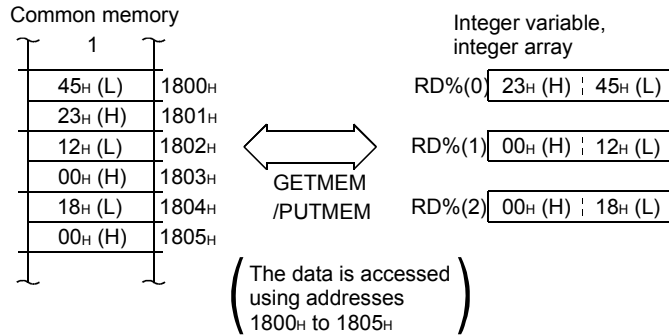 Common memory
1
45H (L) 1800H
23H (H) 1801H
12H (L) 1802H
00H (H) 1803H
18H (L) 1804H
00H (H) 1805H
GETMEM
/PUTMEM
Integer variable,
integer array
RD%(0) 23H (H) 45H (L)
RD%(1) 00H (H) 12H (L)
RD%(2) 00H (H) 18H (L)
(The data is accessed
using addresses
1800H to 1805H)